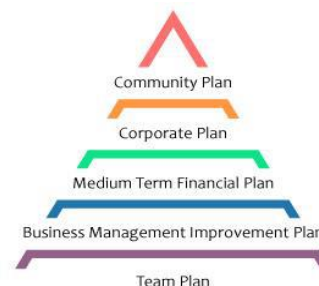 Community Plan
Corporate Plan
Medium Term Financial Plan
Business Management Improvement Plan
Team Plan